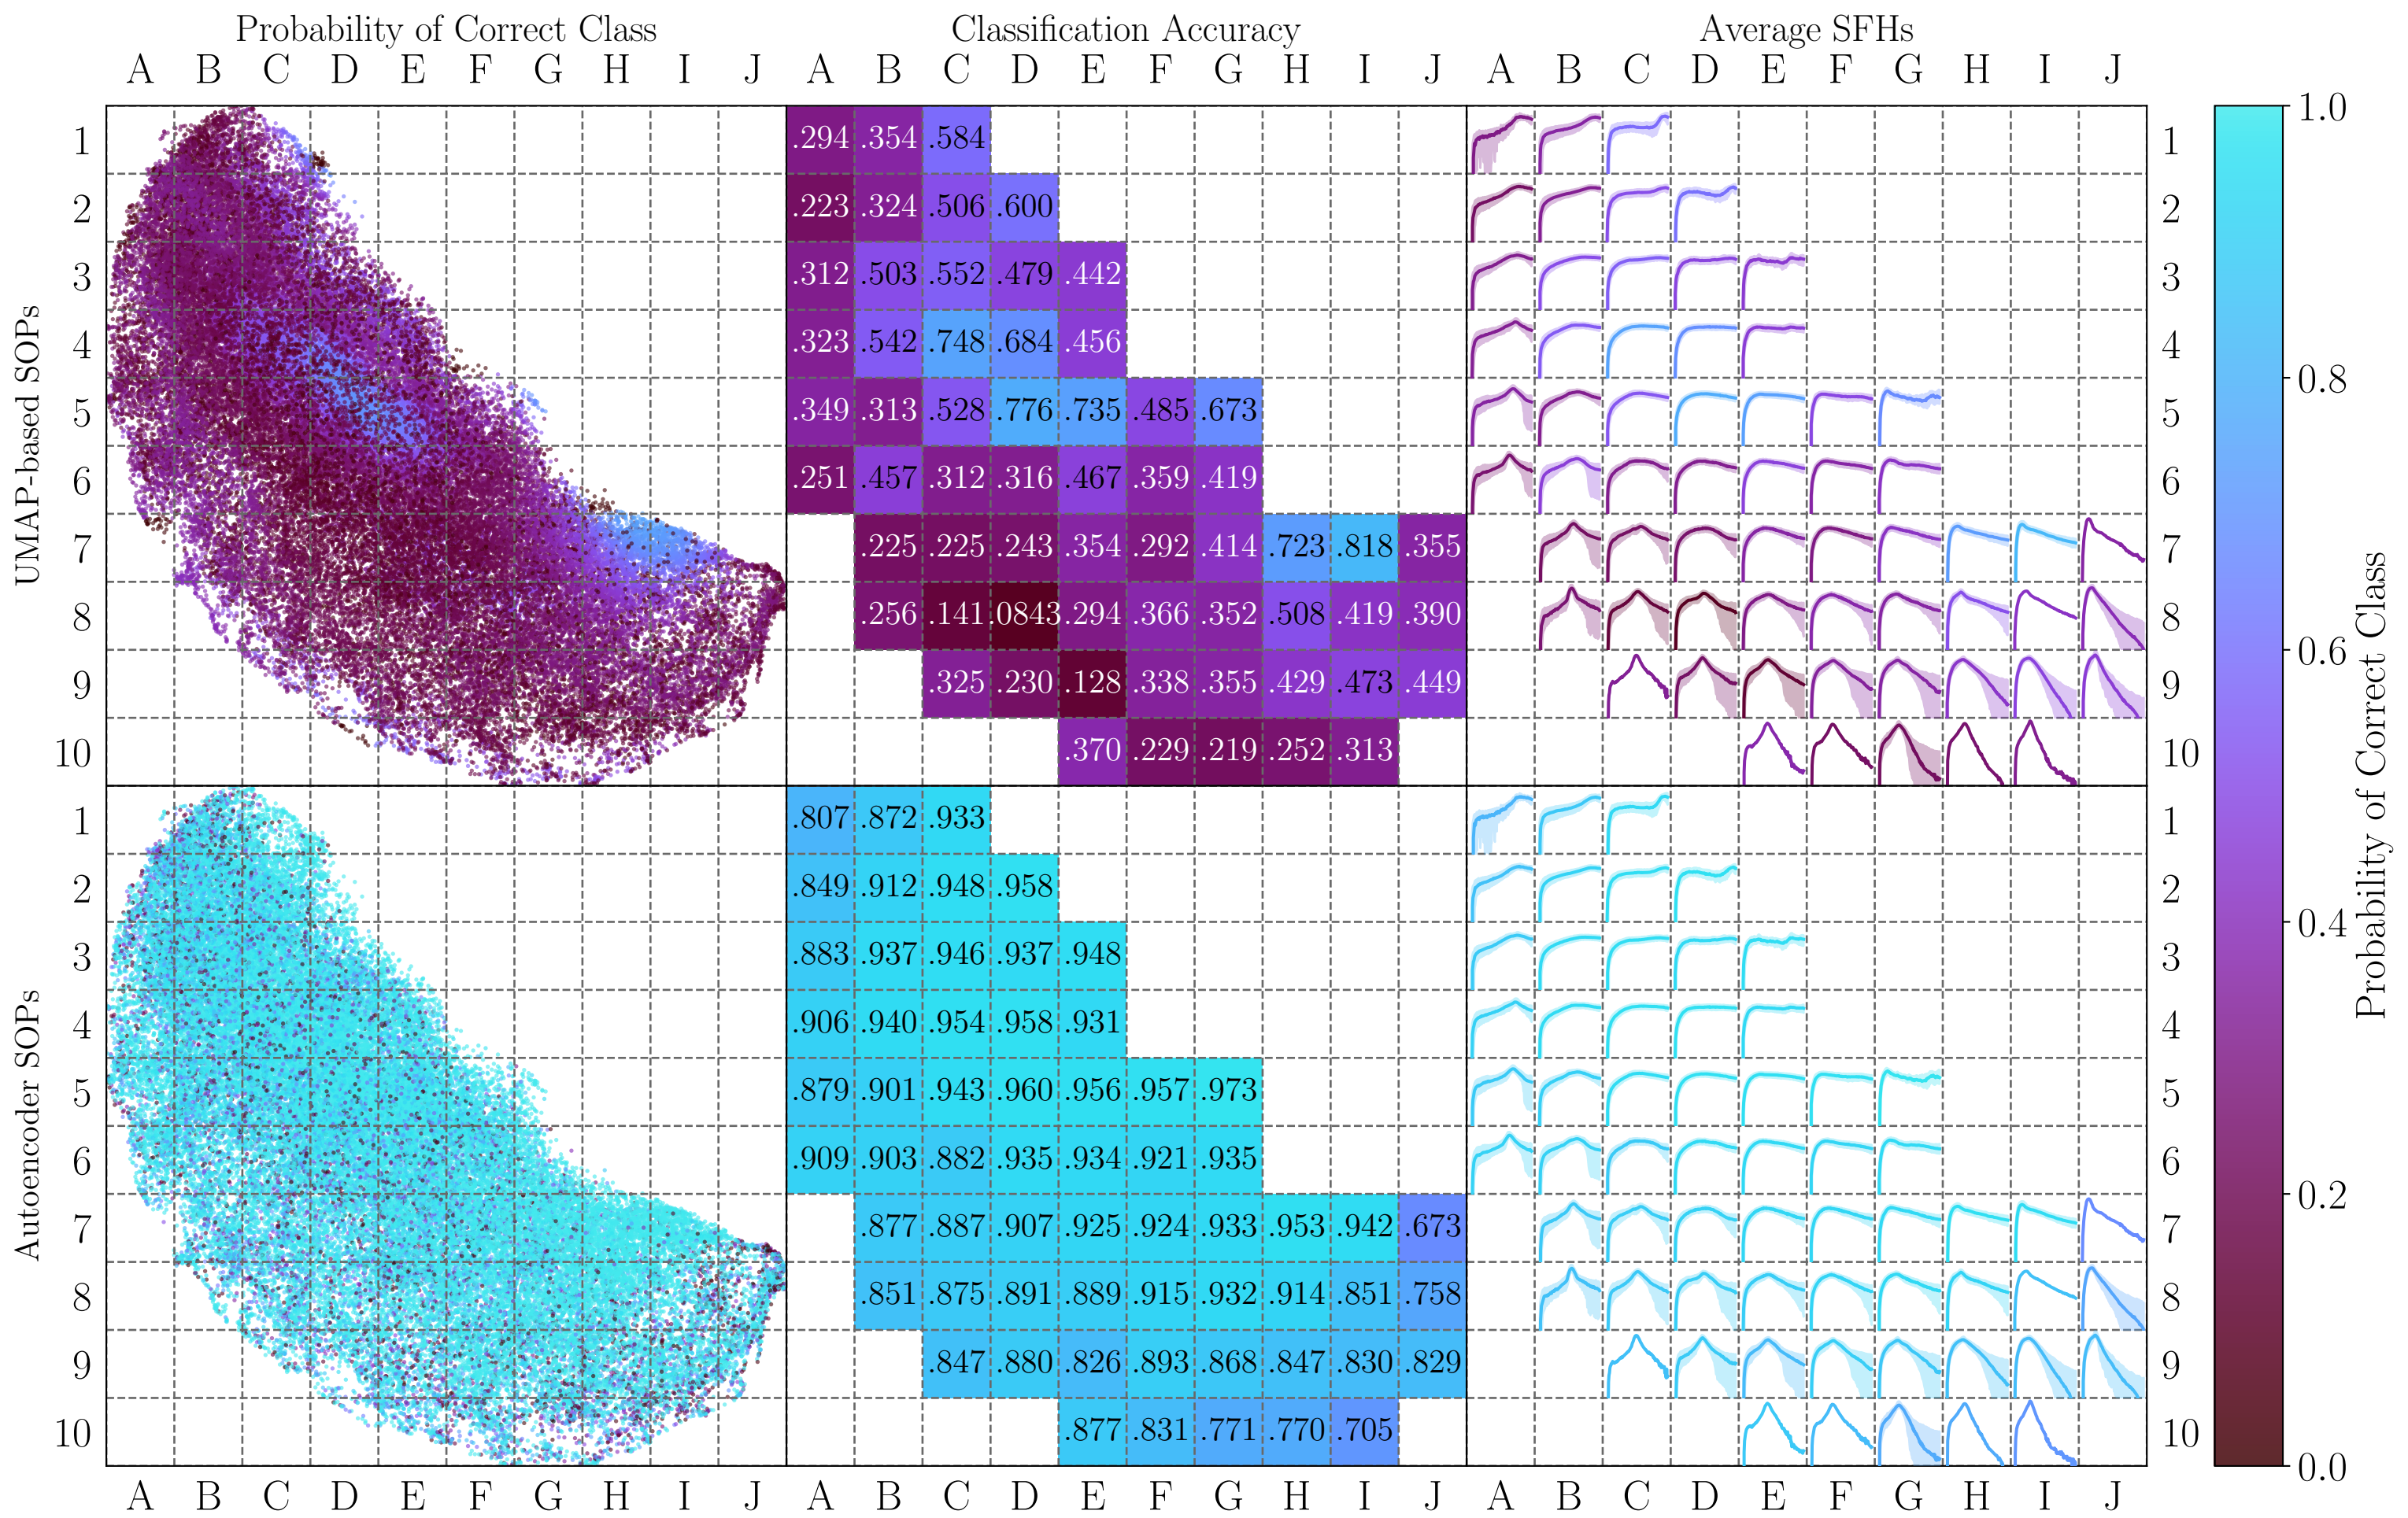 Probability of Correct Class Classification Accuracy Average SFHs
A B C D E F G H I J A B C D E F G H I J A B C D E F G H I J
UMAP-based SOPs
1 .294 .354 .584 1
2 .223 .324 .506 .600 2
3 .312 .503 .552 .479 .442 3
4 .323 .542 .748 .684 .456 4
5 .349 .313 .528 .776 .735 .485 .673 5
6 .251 .457 .312 .316 .467 .359 .419 6
7 .225 .225 .243 .354 .292 .414 .723 .818 .355 7
8 .256 .141 .0843 .294 .366 .352 .508 .419 .390 8
9 .325 .230 .128 .338 .355 .429 .473 .449 9
10 .370 .229 .219 .252 .313 10
Autoencoder SOPs
1 .807 .872 .933 1
2 .849 .912 .948 .958 2
3 .883 .937 .946 .937 .948 3
4 .906 .940 .954 .958 .931 4
5 .879 .901 .943 .960 .956 .957 .973 5
6 .909 .903 .882 .935 .934 .921 .935 6
7 .877 .887 .907 .925 .924 .933 .953 .942 .673 7
8 .851 .875 .891 .889 .915 .932 .914 .851 .758 8
9 .847 .880 .826 .893 .868 .847 .830 .829 9
10 .877 .831 .771 .770 .705 10
A B C D E F G H I J A B C D E F G H I J A B C D E F G H I J
1.0
0.8
0.6
0.4
0.2
0.0
Probability of Correct Class